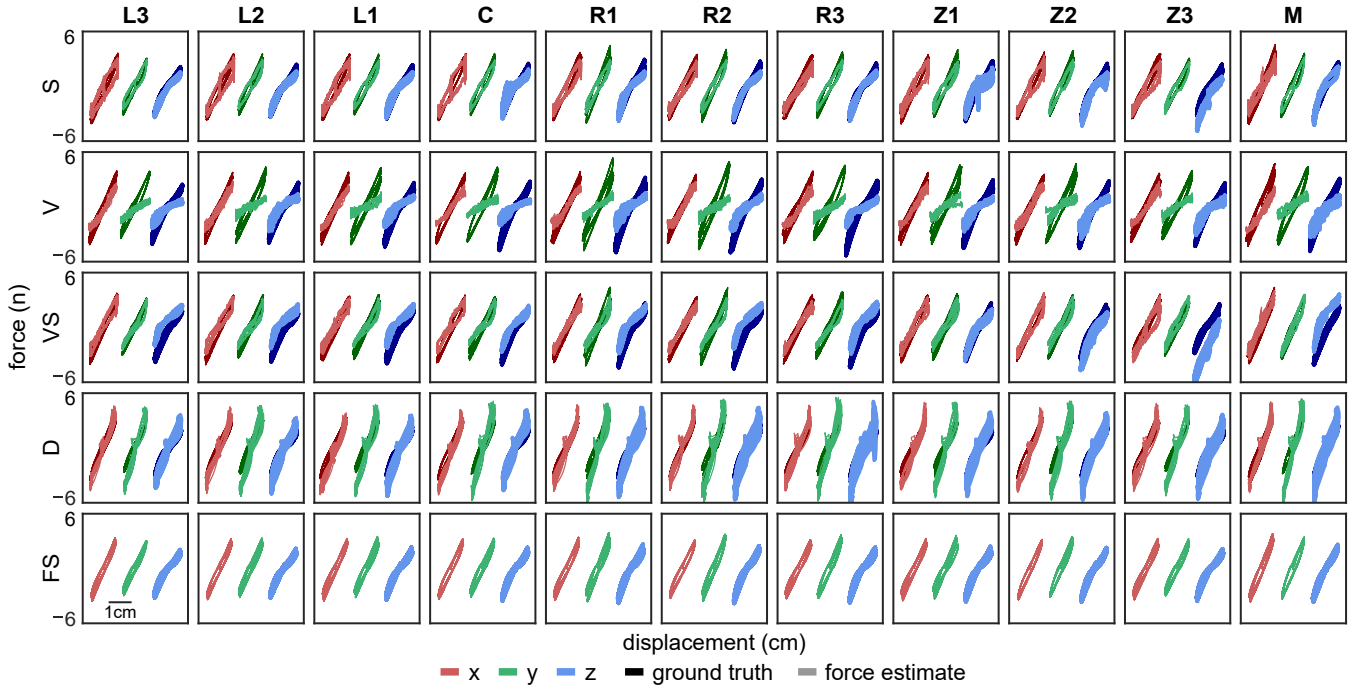 L3 L2 L1 C R1 R2 R3 Z1 Z2 Z3 M
6
S
−6
6
V
−6
6
VS
−6
6
D
−6
6
FS
−6
1cm
force (n)
displacement (cm)
x y z ground truth force estimate